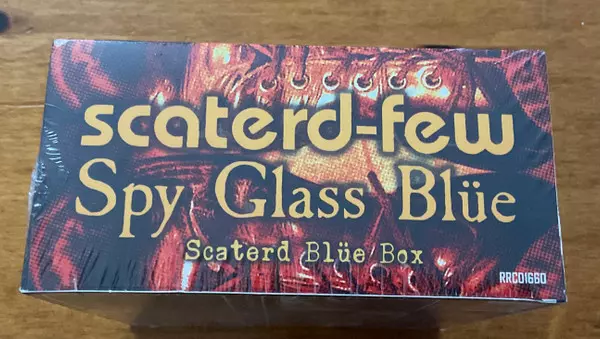 scaterd-few
Spy Glass Blüe
Scaterd Blüe Box
RRCD1660